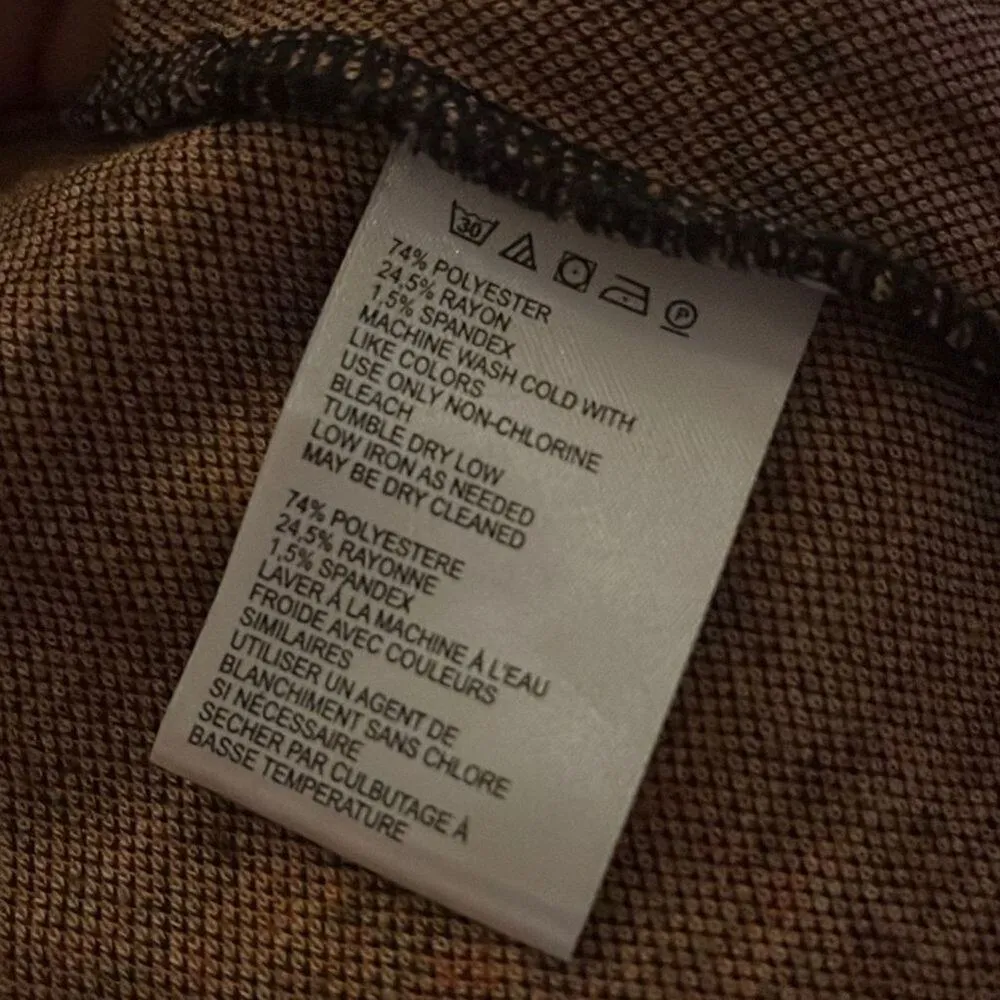 30 P
74% POLYESTER
24,5% RAYON
1,5% SPANDEX
MACHINE WASH COLD WITH
LIKE COLORS
USE ONLY NON-CHLORINE
BLEACH
TUMBLE DRY LOW
LOW IRON AS NEEDED
MAY BE DRY CLEANED
74% POLYESTERE
24,5% RAYONNE
1,5% SPANDEX
LAVER À LA MACHINE À L'EAU
FROIDE AVEC COULEURS
SIMILAIRES
UTILISER UN AGENT DE
BLANCHIMENT SANS CHLORE
SI NÉCESSAIRE
SECHER PAR CULBUTAGE À
BASSE TEMPERATURE